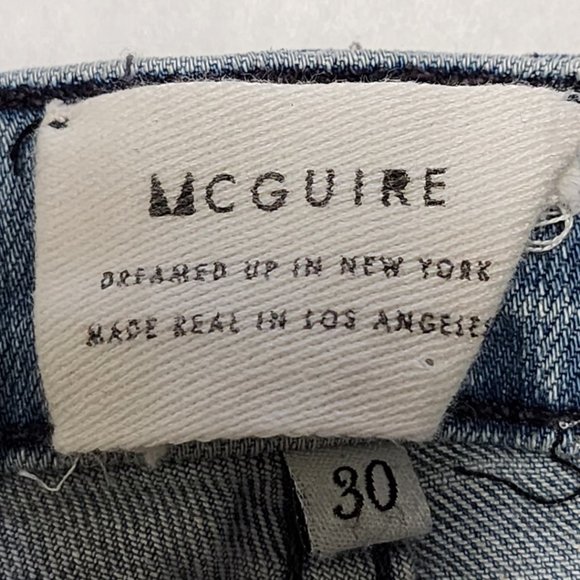 MCGUIRE
DREAMED UP IN NEW YORK
MADE REAL IN LOS ANGELES
30